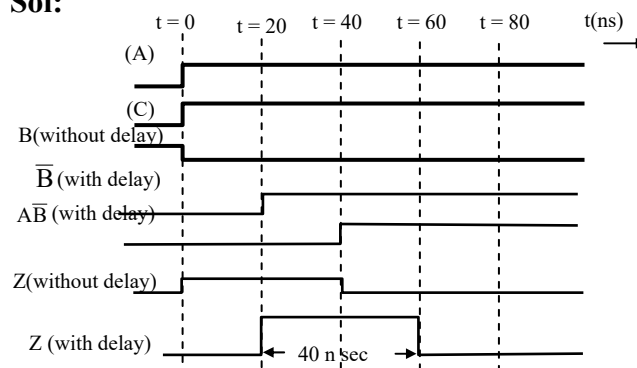 Sol:
t = 0 t = 20 t = 40 t = 60 t = 80 t(ns)
(A)
(C)
B(without delay)
B̅ (with delay)
AB̅ (with delay)
Z(without delay)
Z (with delay)
40 n sec